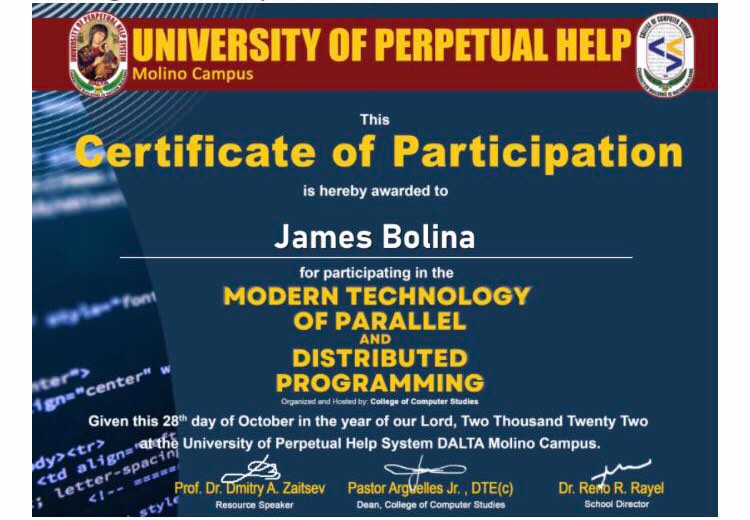 UNIVERSITY OF PERPETUAL HELP
Molino Campus
This
Certificate of Participation
is hereby awarded to
James Bolina
for participating in the
MODERN TECHNOLOGY
OF PARALLEL
AND
DISTRIBUTED
PROGRAMMING
Organized and Hosted by: College of Computer Studies
Given this 28th day of October in the year of our Lord, Two Thousand Twenty Two
at the University of Perpetual Help System DALTA Molino Campus.
Prof. Dr. Dmitry A. Zaitsev
Resource Speaker
Pastor Arguelles Jr. , DTE(c)
Dean, College of Computer Studies
Dr. Reno R. Rayel
School Director
style="font
iter">
ign="center" w
dy><tr>
<td align="left
; letter-spacin
<!-- =====
style